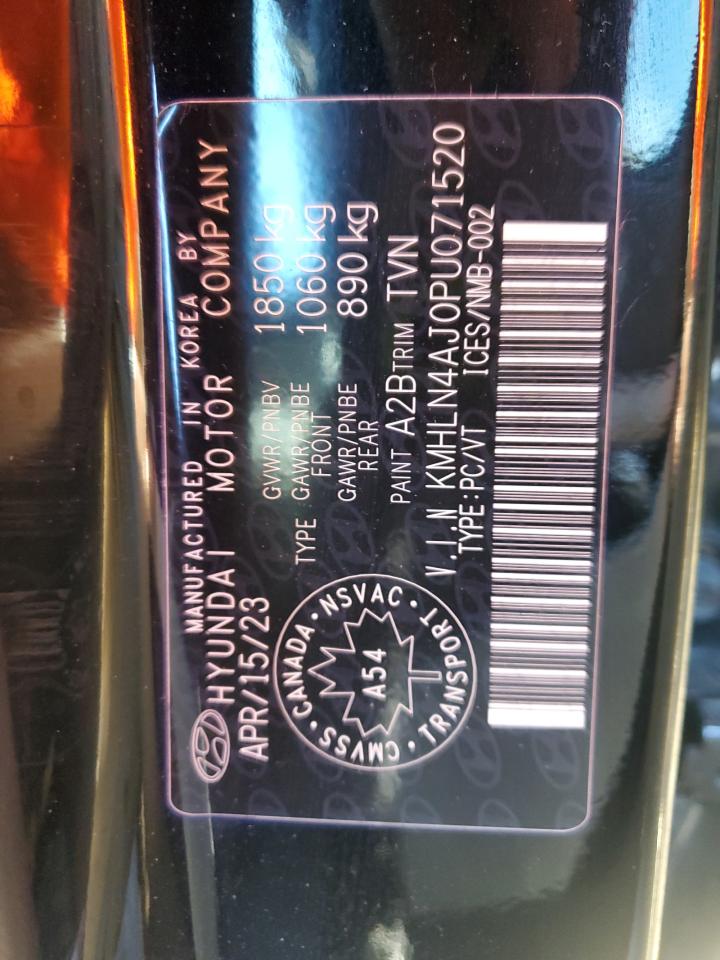 MANUFACTURED IN KOREA BY
HYUNDAI MOTOR COMPANY
APR/15/23
GVWR/PNBV 1850 kg
TYPE GAWR/PNBE FRONT 1060 kg
GAWR/PNBE REAR 890 kg
PAINT A2B TRIM TVN
V.I.N KMHLN4AJ0PU071520
TYPE:PC/VT ICES/NMB-002
CANADA · NSVAC · TRANSPORT · CMVSS ·
A54